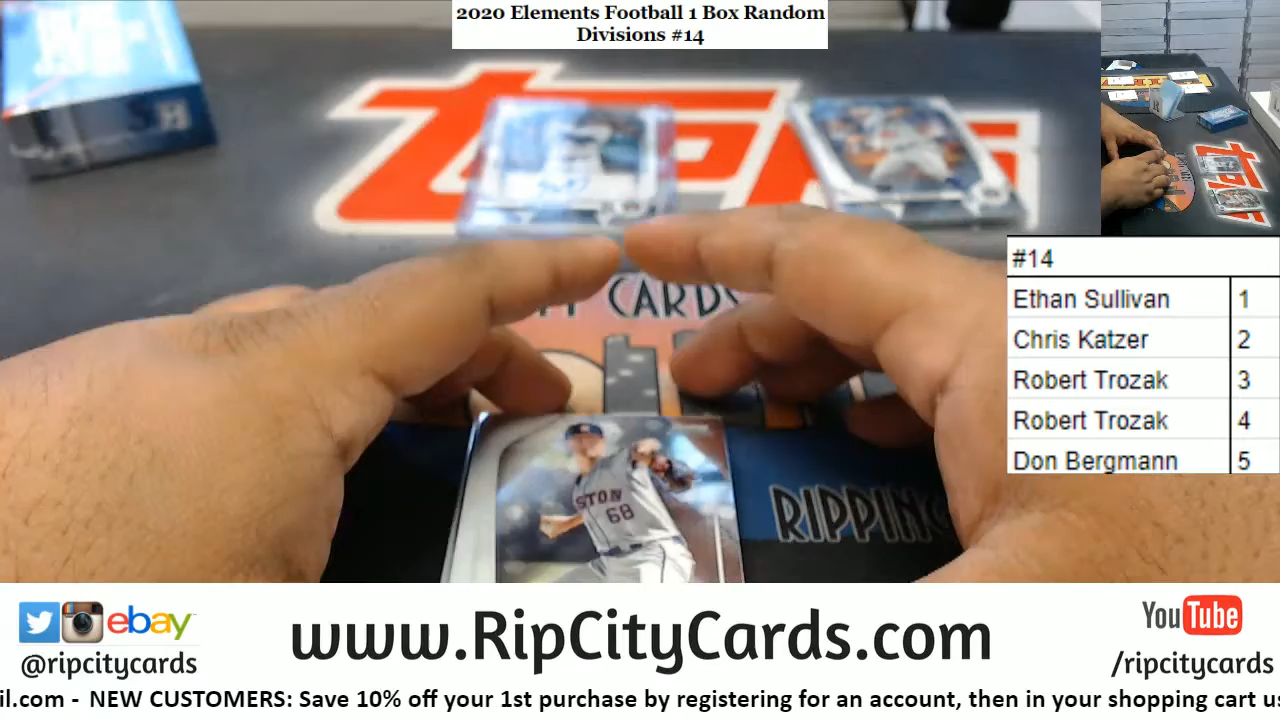 2020 Elements Football 1 Box Random
Divisions #14
topps
H
CARDS
STON
68
RIPPING
#14
Ethan Sullivan 1
Chris Katzer 2
Robert Trozak 3
Robert Trozak 4
Don Bergmann 5
ebay
@ripcitycards
www.RipCityCards.com
YouTube
/ripcitycards
il.com - NEW CUSTOMERS: Save 10% off your 1st purchase by registering for an account, then in your shopping cart us